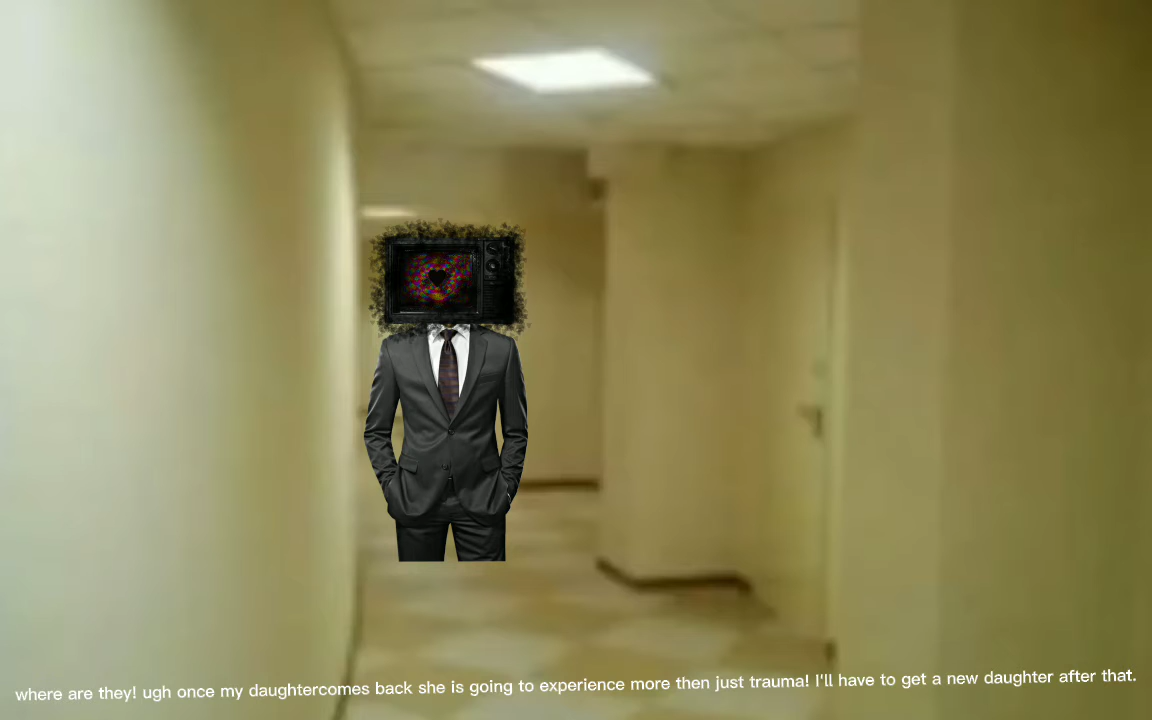 where are they! ugh once my daughtercomes back she is going to experience more then just trauma! I'll have to get a new daughter after that.